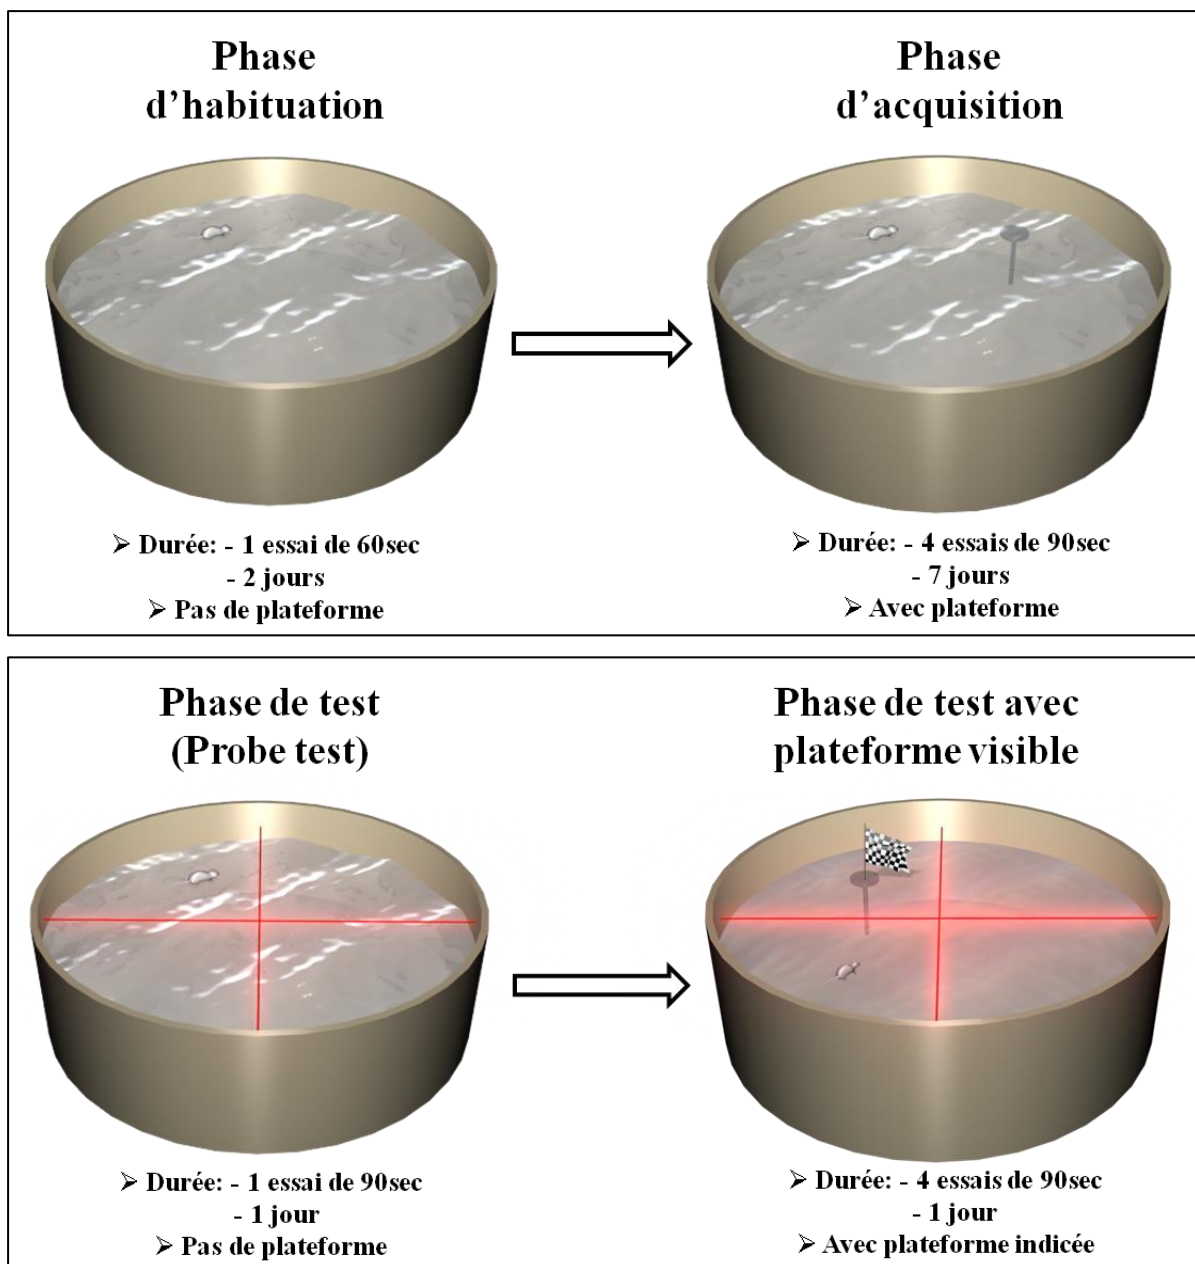 Phase
d'habituation
Phase
d'acquisition
➢ Durée: - 1 essai de 60sec
- 2 jours
➢ Pas de plateforme
➢ Durée: - 4 essais de 90sec
- 7 jours
➢ Avec plateforme
Phase de test
(Probe test)
Phase de test avec
plateforme visible
➢ Durée: - 1 essai de 90sec
- 1 jour
➢ Pas de plateforme
➢ Durée: - 4 essais de 90sec
- 1 jour
➢ Avec plateforme indicée